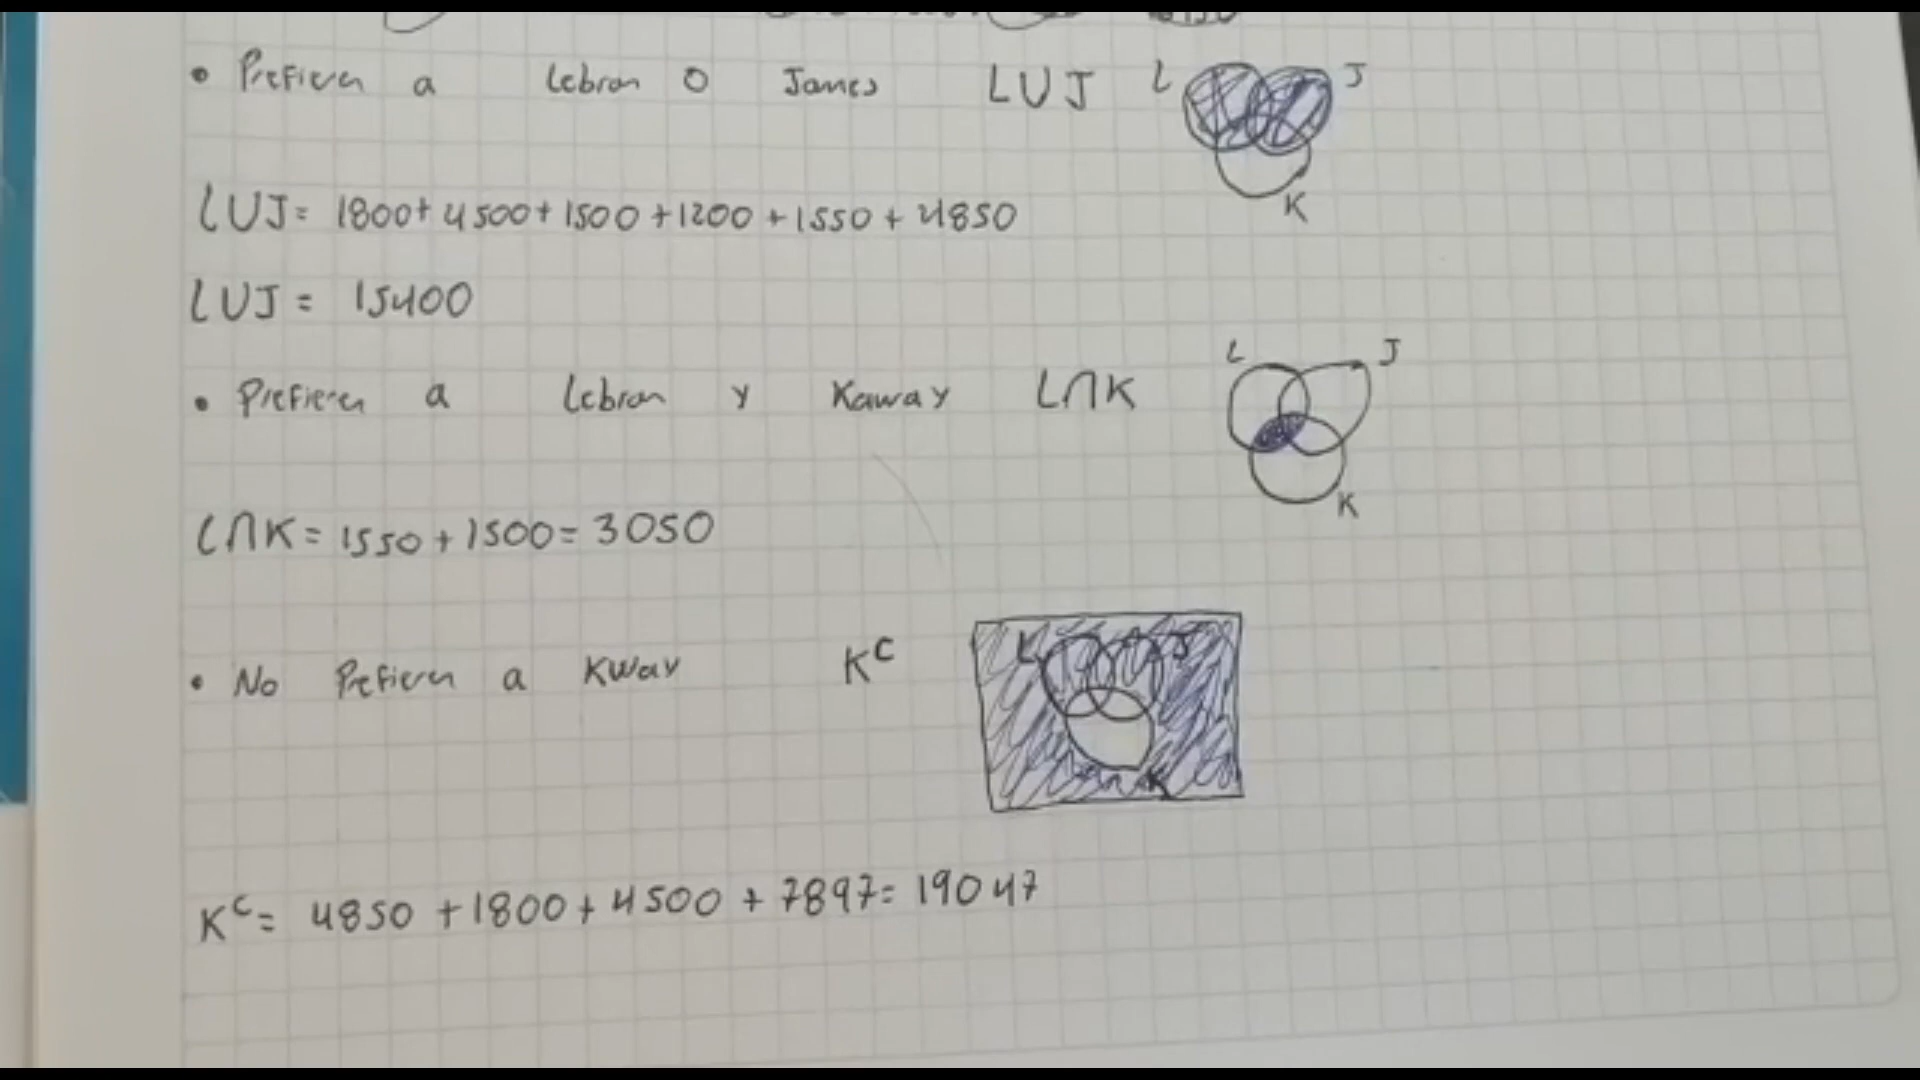 • Prefieren a Lebron O James L∪J L J
K
L∪J= 1800+4500+1500+1200+1550+4850
L∪J= 15400
L J
• Prefieren a Lebron y Kaway L∩K
K
L∩K= 1550+1500=3050
• No Prefieren a Kway K^C L J
K
K^C= 4850+1800+4500+7897=19047